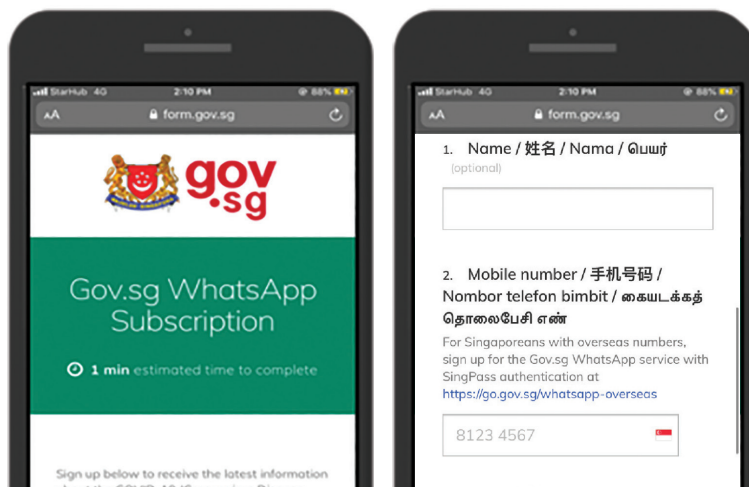 StarHub 4G 2:10 PM 88%
AA form.gov.sg
gov
.sg
Gov.sg WhatsApp
Subscription
1 min estimated time to complete
Sign up below to receive the latest information
StarHub 4G 2:10 PM 88%
AA form.gov.sg
1. Name / 姓名 / Nama / பெயர்
(optional)
2. Mobile number / 手机号码 /
Nombor telefon bimbit / கையடக்கத்
தொலைபேசி எண்
For Singaporeans with overseas numbers,
sign up for the Gov.sg WhatsApp service with
SingPass authentication at
https://go.gov.sg/whatsapp-overseas
8123 4567